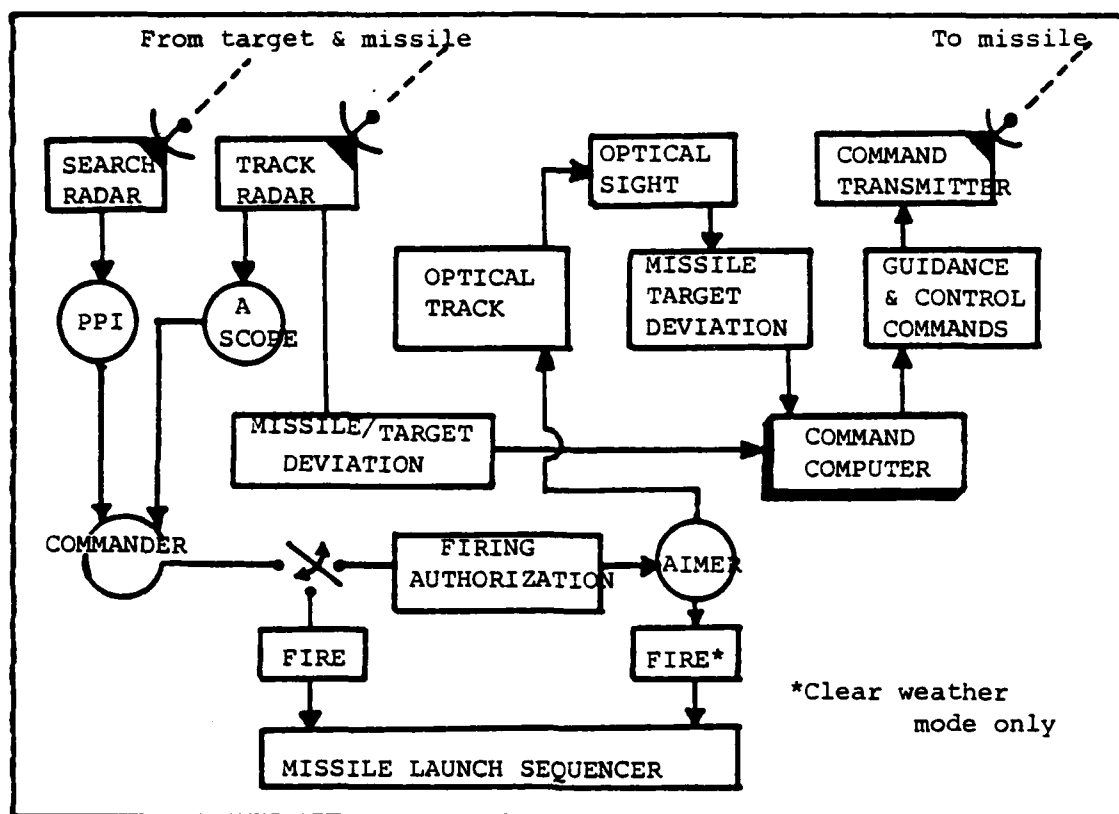 From target & missile
To missile
SEARCH
RADAR
TRACK
RADAR
OPTICAL
SIGHT
COMMAND
TRANSMITTER
PPI
A
SCOPE
OPTICAL
TRACK
MISSILE
TARGET
DEVIATION
GUIDANCE
& CONTROL
COMMANDS
MISSILE/TARGET
DEVIATION
COMMAND
COMPUTER
COMMANDER
FIRING
AUTHORIZATION
AIMER
FIRE
FIRE*
*Clear weather
mode only
MISSILE LAUNCH SEQUENCER